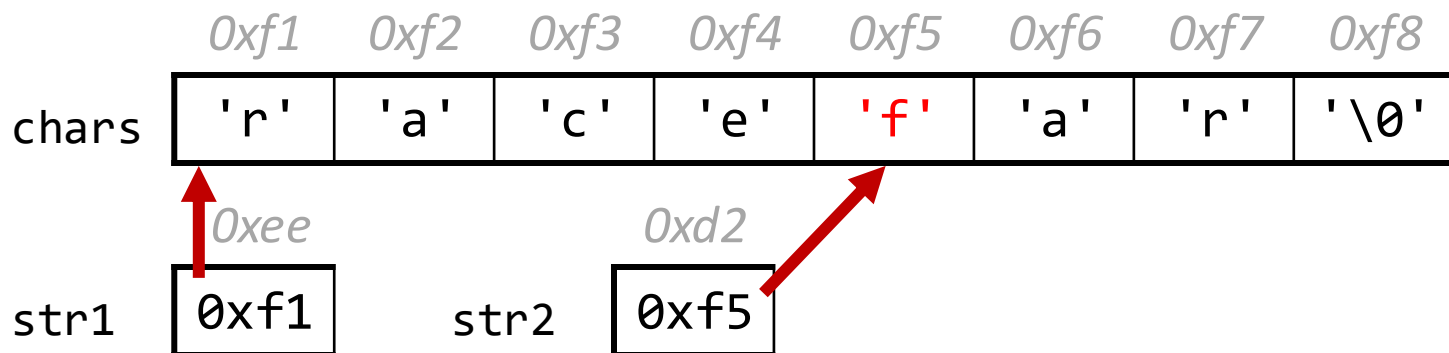 0xf1 0xf2 0xf3 0xf4 0xf5 0xf6 0xf7 0xf8
chars 'r' 'a' 'c' 'e' 'f' 'a' 'r' '\0'
0xee 0xd2
str1 0xf1 str2 0xf5